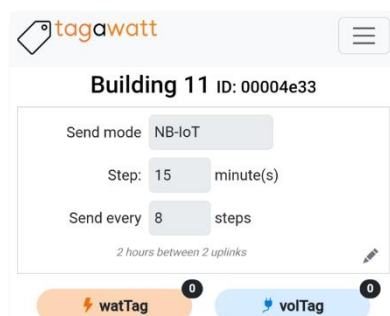 tagawatt
Building 11 ID: 00004e33
Send mode NB-IoT
Step: 15 minute(s)
Send every 8 steps
2 hours between 2 uplinks
0 0
watTag volTag